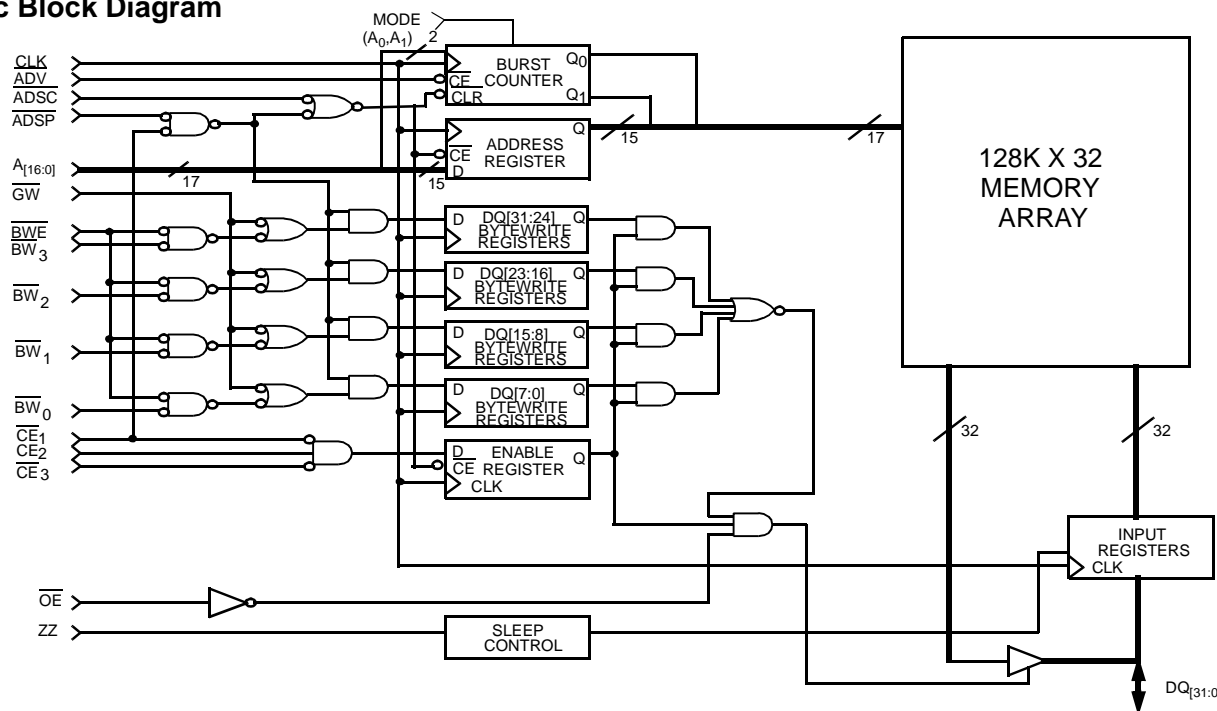 c Block Diagram
MODE
(A0,A1) 2
CLK
ADV
ADSC
ADSP
A[16:0]
17
15
GW
BWE
BW3
BW2
BW1
BW0
CE1
CE2
CE3
OE
ZZ
BURST
COUNTER
CE
CLR
Q0
Q1
ADDRESS
REGISTER
CE
D
Q
15
17
D DQ[31:24] Q
BYTEWRITE
REGISTERS
D DQ[23:16] Q
BYTEWRITE
REGISTERS
D DQ[15:8] Q
BYTEWRITE
REGISTERS
D DQ[7:0] Q
BYTEWRITE
REGISTERS
D ENABLE Q
CE REGISTER
CLK
SLEEP
CONTROL
128K X 32
MEMORY
ARRAY
32
32
INPUT
REGISTERS
CLK
DQ[31:0